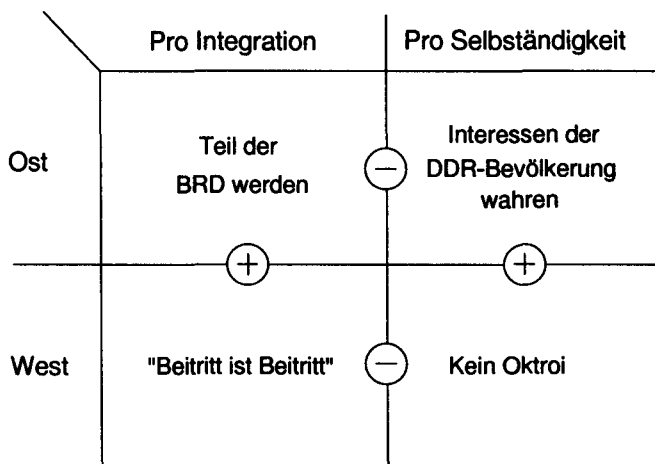 Pro Integration
Pro Selbständigkeit
Ost
Teil der
BRD werden
−
Interessen der
DDR-Bevölkerung
wahren
+
+
West
"Beitritt ist Beitritt"
−
Kein Oktroi